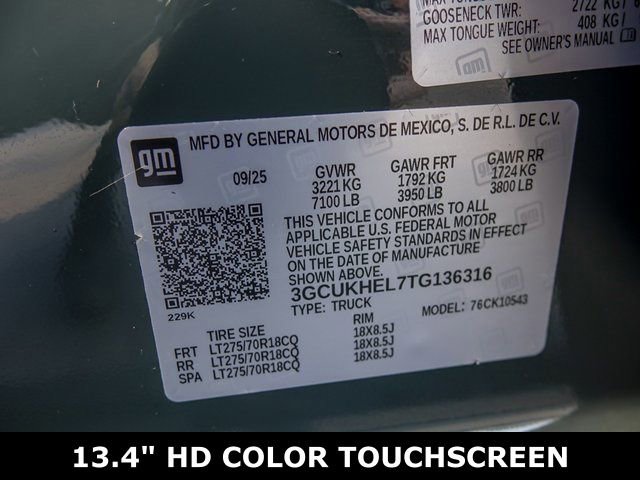 2722 KG /
GOOSENECK TWR:
408 KG /
MAX TONGUE WEIGHT:
SEE OWNER'S MANUAL
gm
gm
MFD BY GENERAL MOTORS DE MEXICO, S. DE R.L. DE C.V.
09/25 GVWR GAWR FRT GAWR RR
3221 KG 1792 KG 1724 KG
7100 LB 3950 LB 3800 LB
THIS VEHICLE CONFORMS TO ALL
APPLICABLE U.S. FEDERAL MOTOR
VEHICLE SAFETY STANDARDS IN EFFECT
ON THE DATE OF MANUFACTURE
SHOWN ABOVE.
3GCUKHEL7TG136316
TYPE: TRUCK MODEL: 76CK10543
229K
TIRE SIZE RIM
FRT LT275/70R18CQ 18X8.5J
RR LT275/70R18CQ 18X8.5J
SPA LT275/70R18CQ 18X8.5J
13.4" HD COLOR TOUCHSCREEN